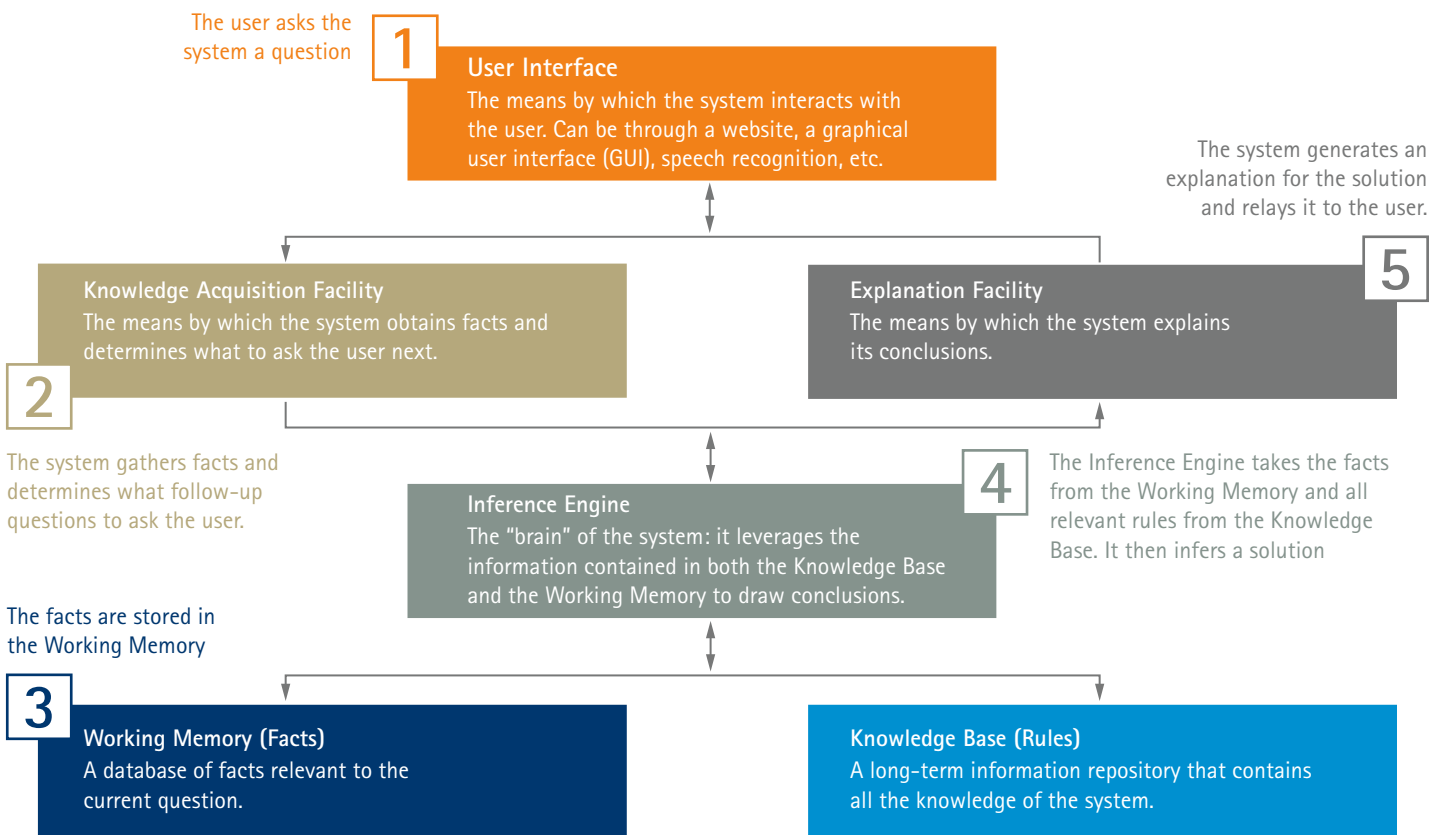 The user asks the
system a question
1
User Interface
The means by which the system interacts with
the user. Can be through a website, a graphical
user interface (GUI), speech recognition, etc.
The system generates an
explanation for the solution
and relays it to the user.
5
Knowledge Acquisition Facility
The means by which the system obtains facts and
determines what to ask the user next.
Explanation Facility
The means by which the system explains
its conclusions.
2
The system gathers facts and
determines what follow-up
questions to ask the user.
Inference Engine
The “brain” of the system: it leverages the
information contained in both the Knowledge Base
and the Working Memory to draw conclusions.
4
The Inference Engine takes the facts
from the Working Memory and all
relevant rules from the Knowledge
Base. It then infers a solution
The facts are stored in
the Working Memory
3
Working Memory (Facts)
A database of facts relevant to the
current question.
Knowledge Base (Rules)
A long-term information repository that contains
all the knowledge of the system.